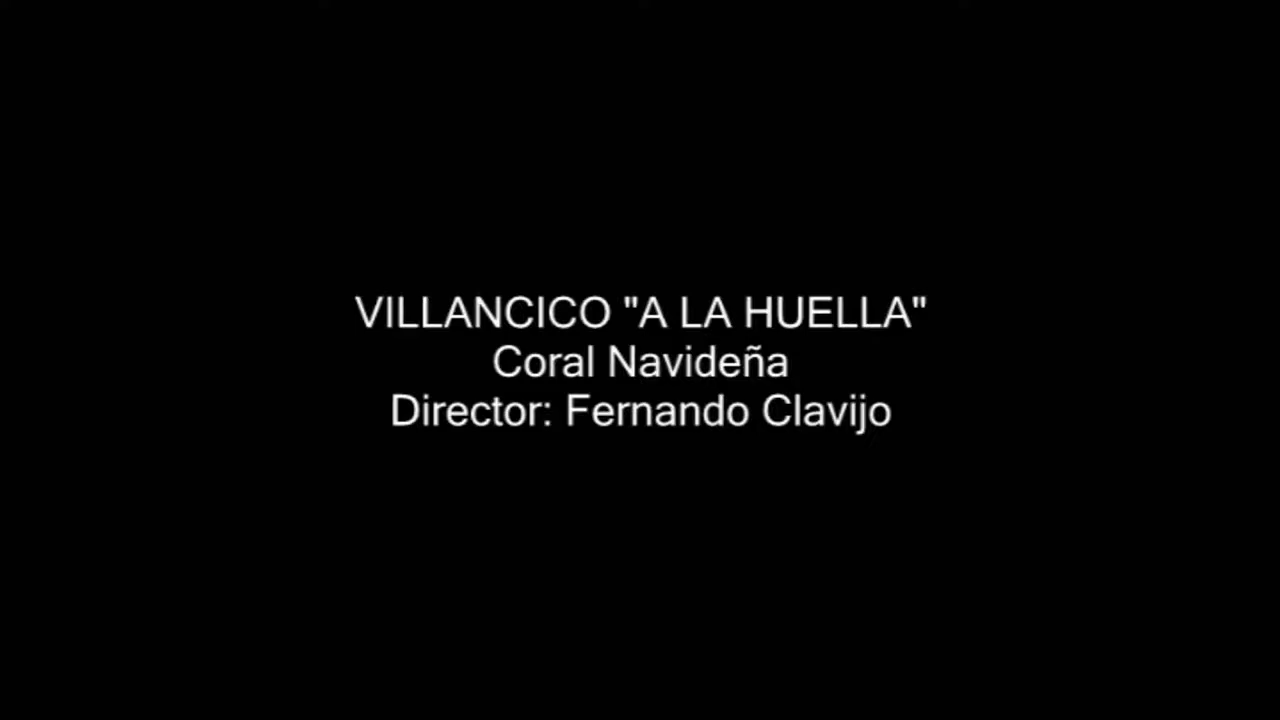 VILLANCICO "A LA HUELLA"
Coral Navideña
Director: Fernando Clavijo